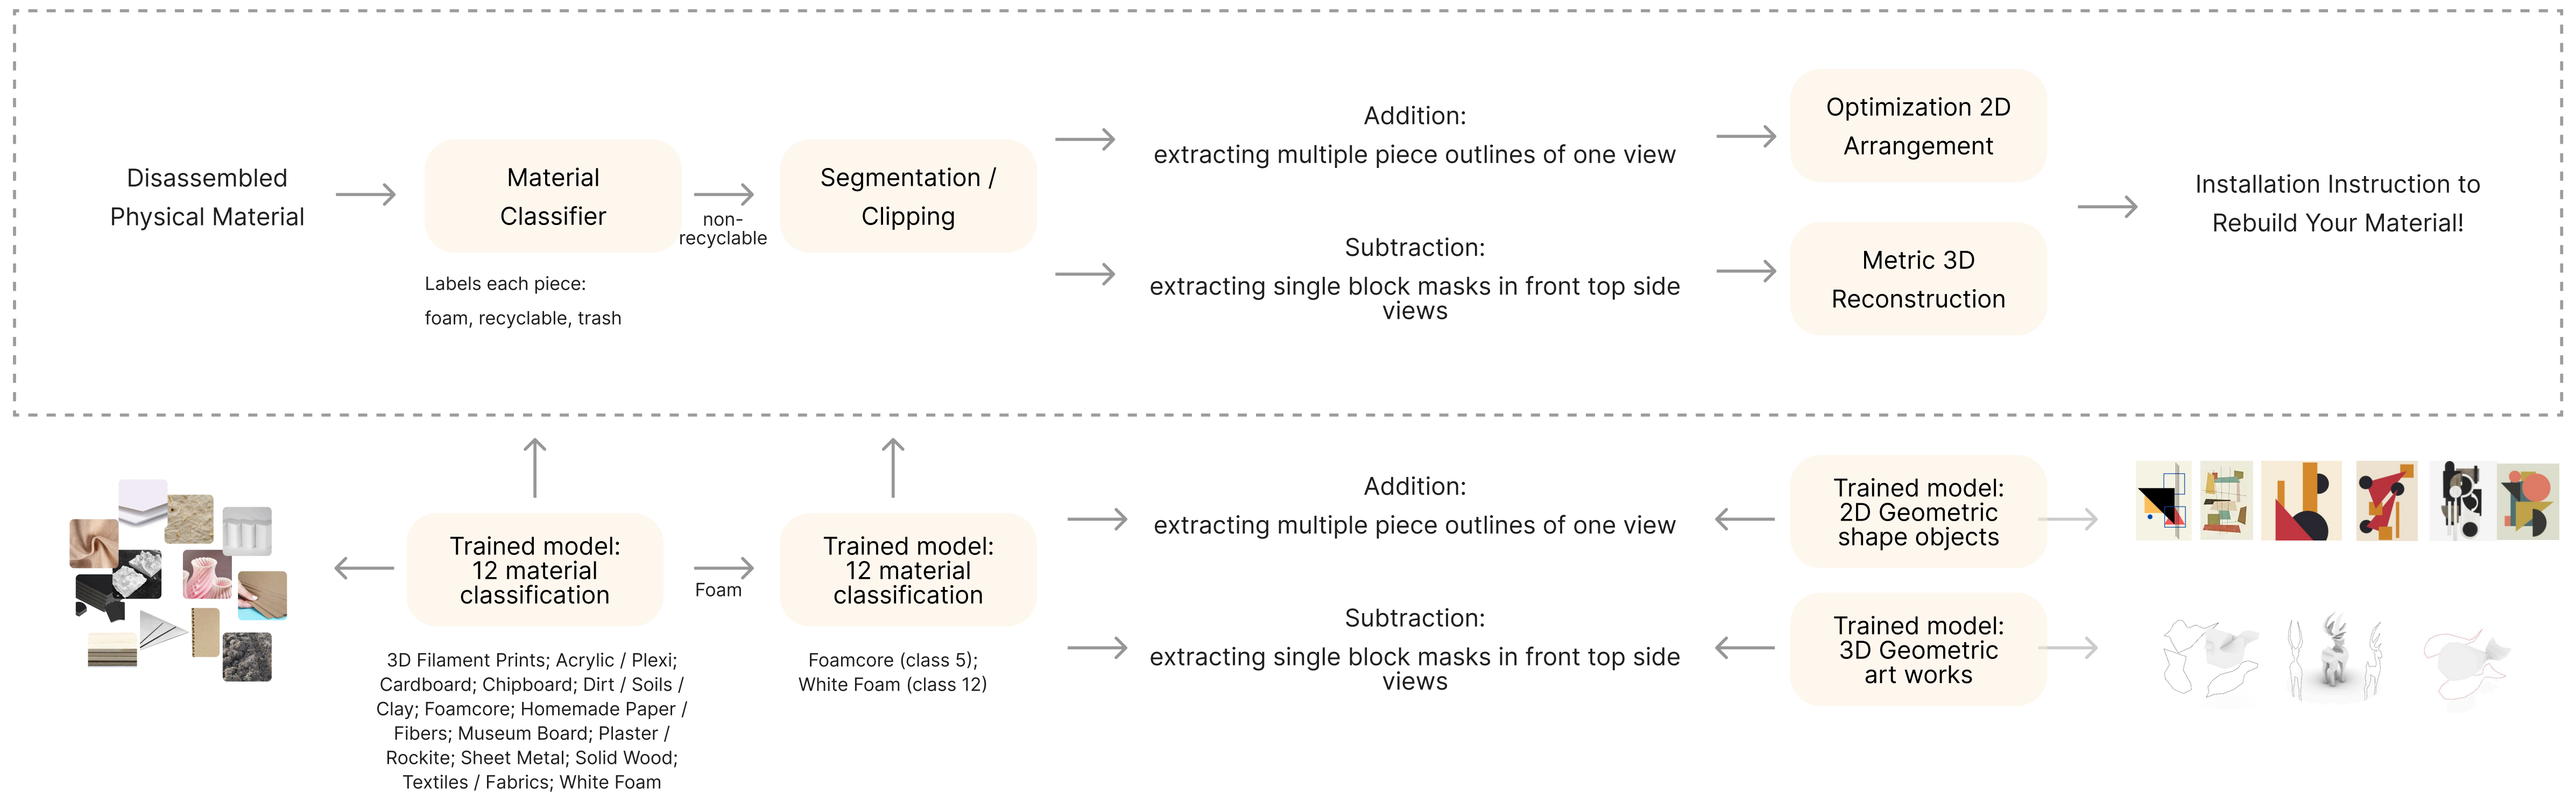 Disassembled
Physical Material
Material
Classifier
non-
recyclable
Labels each piece:
foam, recyclable, trash
Segmentation /
Clipping
Addition:
extracting multiple piece outlines of one view
Subtraction:
extracting single block masks in front top side
views
Optimization 2D
Arrangement
Metric 3D
Reconstruction
Installation Instruction to
Rebuild Your Material!
Trained model:
12 material
classification
3D Filament Prints; Acrylic / Plexi;
Cardboard; Chipboard; Dirt / Soils /
Clay; Foamcore; Homemade Paper /
Fibers; Museum Board; Plaster /
Rockite; Sheet Metal; Solid Wood;
Textiles / Fabrics; White Foam
Foam
Trained model:
12 material
classification
Foamcore (class 5);
White Foam (class 12)
Addition:
extracting multiple piece outlines of one view
Subtraction:
extracting single block masks in front top side
views
Trained model:
2D Geometric
shape objects
Trained model:
3D Geometric
art works